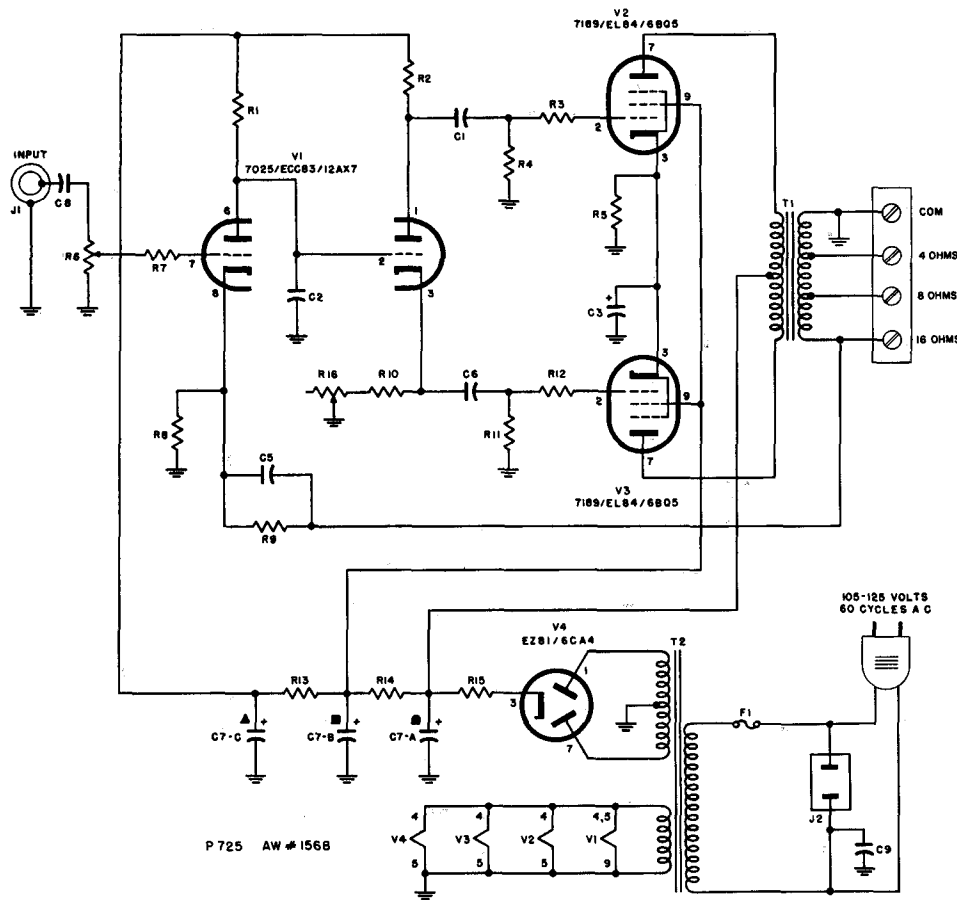 V2
7189/EL84/6BQ5
7
9
2
3
R2
R1
C1
R3
R4
INPUT
J1
C8
V1
7025/ECC83/12AX7
6
1
R5
T1
COM
4 OHMS
8 OHMS
16 OHMS
R6
R7
7
8
2
3
C2
C3
+
R16
R10
C6
R12
R11
3
2
9
7
R8
C5
R9
V3
7189/EL84/6BQ5
105-125 VOLTS
60 CYCLES A C
V4
EZ81/6CA4
T2
1
R13
R14
R15
3
7
▲ +
■ +
+
C7-C
C7-B
C7-A
F1
J2
C9
4
4
4
4,5
V4
V3
V2
V1
5
5
5
9
P 725 AW # 156B